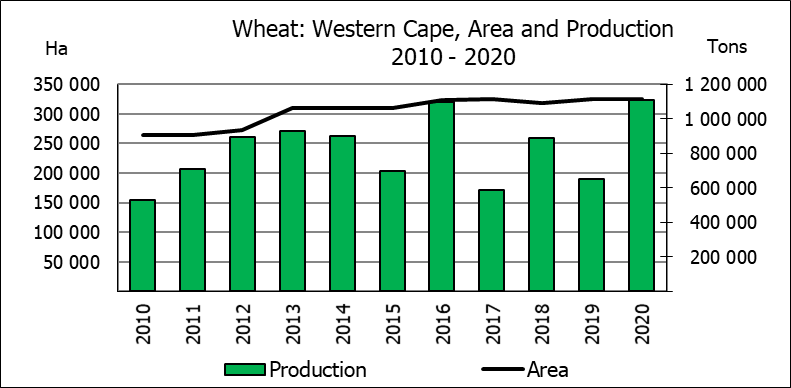 Wheat: Western Cape, Area and Production
2010 - 2020
Ha
Tons
350 000
300 000
250 000
200 000
150 000
100 000
50 000
1 200 000
1 000 000
800 000
600 000
400 000
200 000
2010
2011
2012
2013
2014
2015
2016
2017
2018
2019
2020
Production
Area